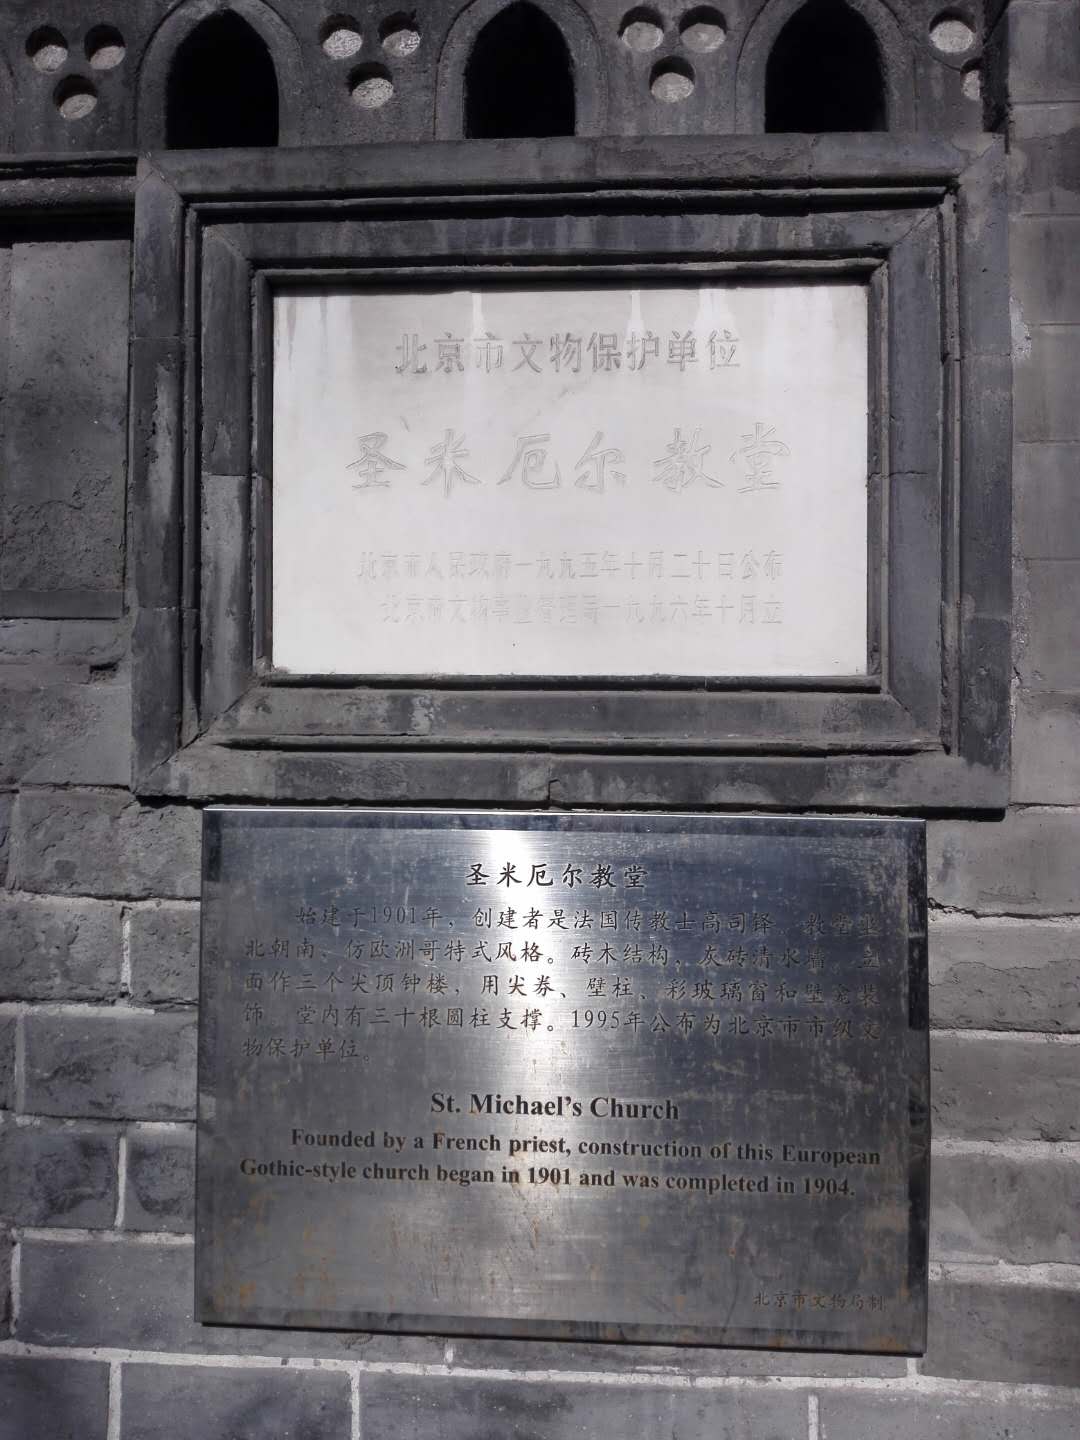 北京市文物保护单位
圣米厄尔教堂
北京市人民政府一九九五年十月二十日公布
北京市文物事业管理局一九九六年十月立
圣米厄尔教堂
始建于1901年，创建者是法国传教士高司铎。教堂坐
北朝南、仿欧洲哥特式风格。砖木结构、灰砖清水墙，立
面作三个尖顶钟楼，用尖券、壁柱、彩玻璃窗和壁龛装
饰，堂内有三十根圆柱支撑。1995年公布为北京市市级文
物保护单位。
St. Michael's Church
Founded by a French priest, construction of this European
Gothic-style church began in 1901 and was completed in 1904.
北京市文物局制